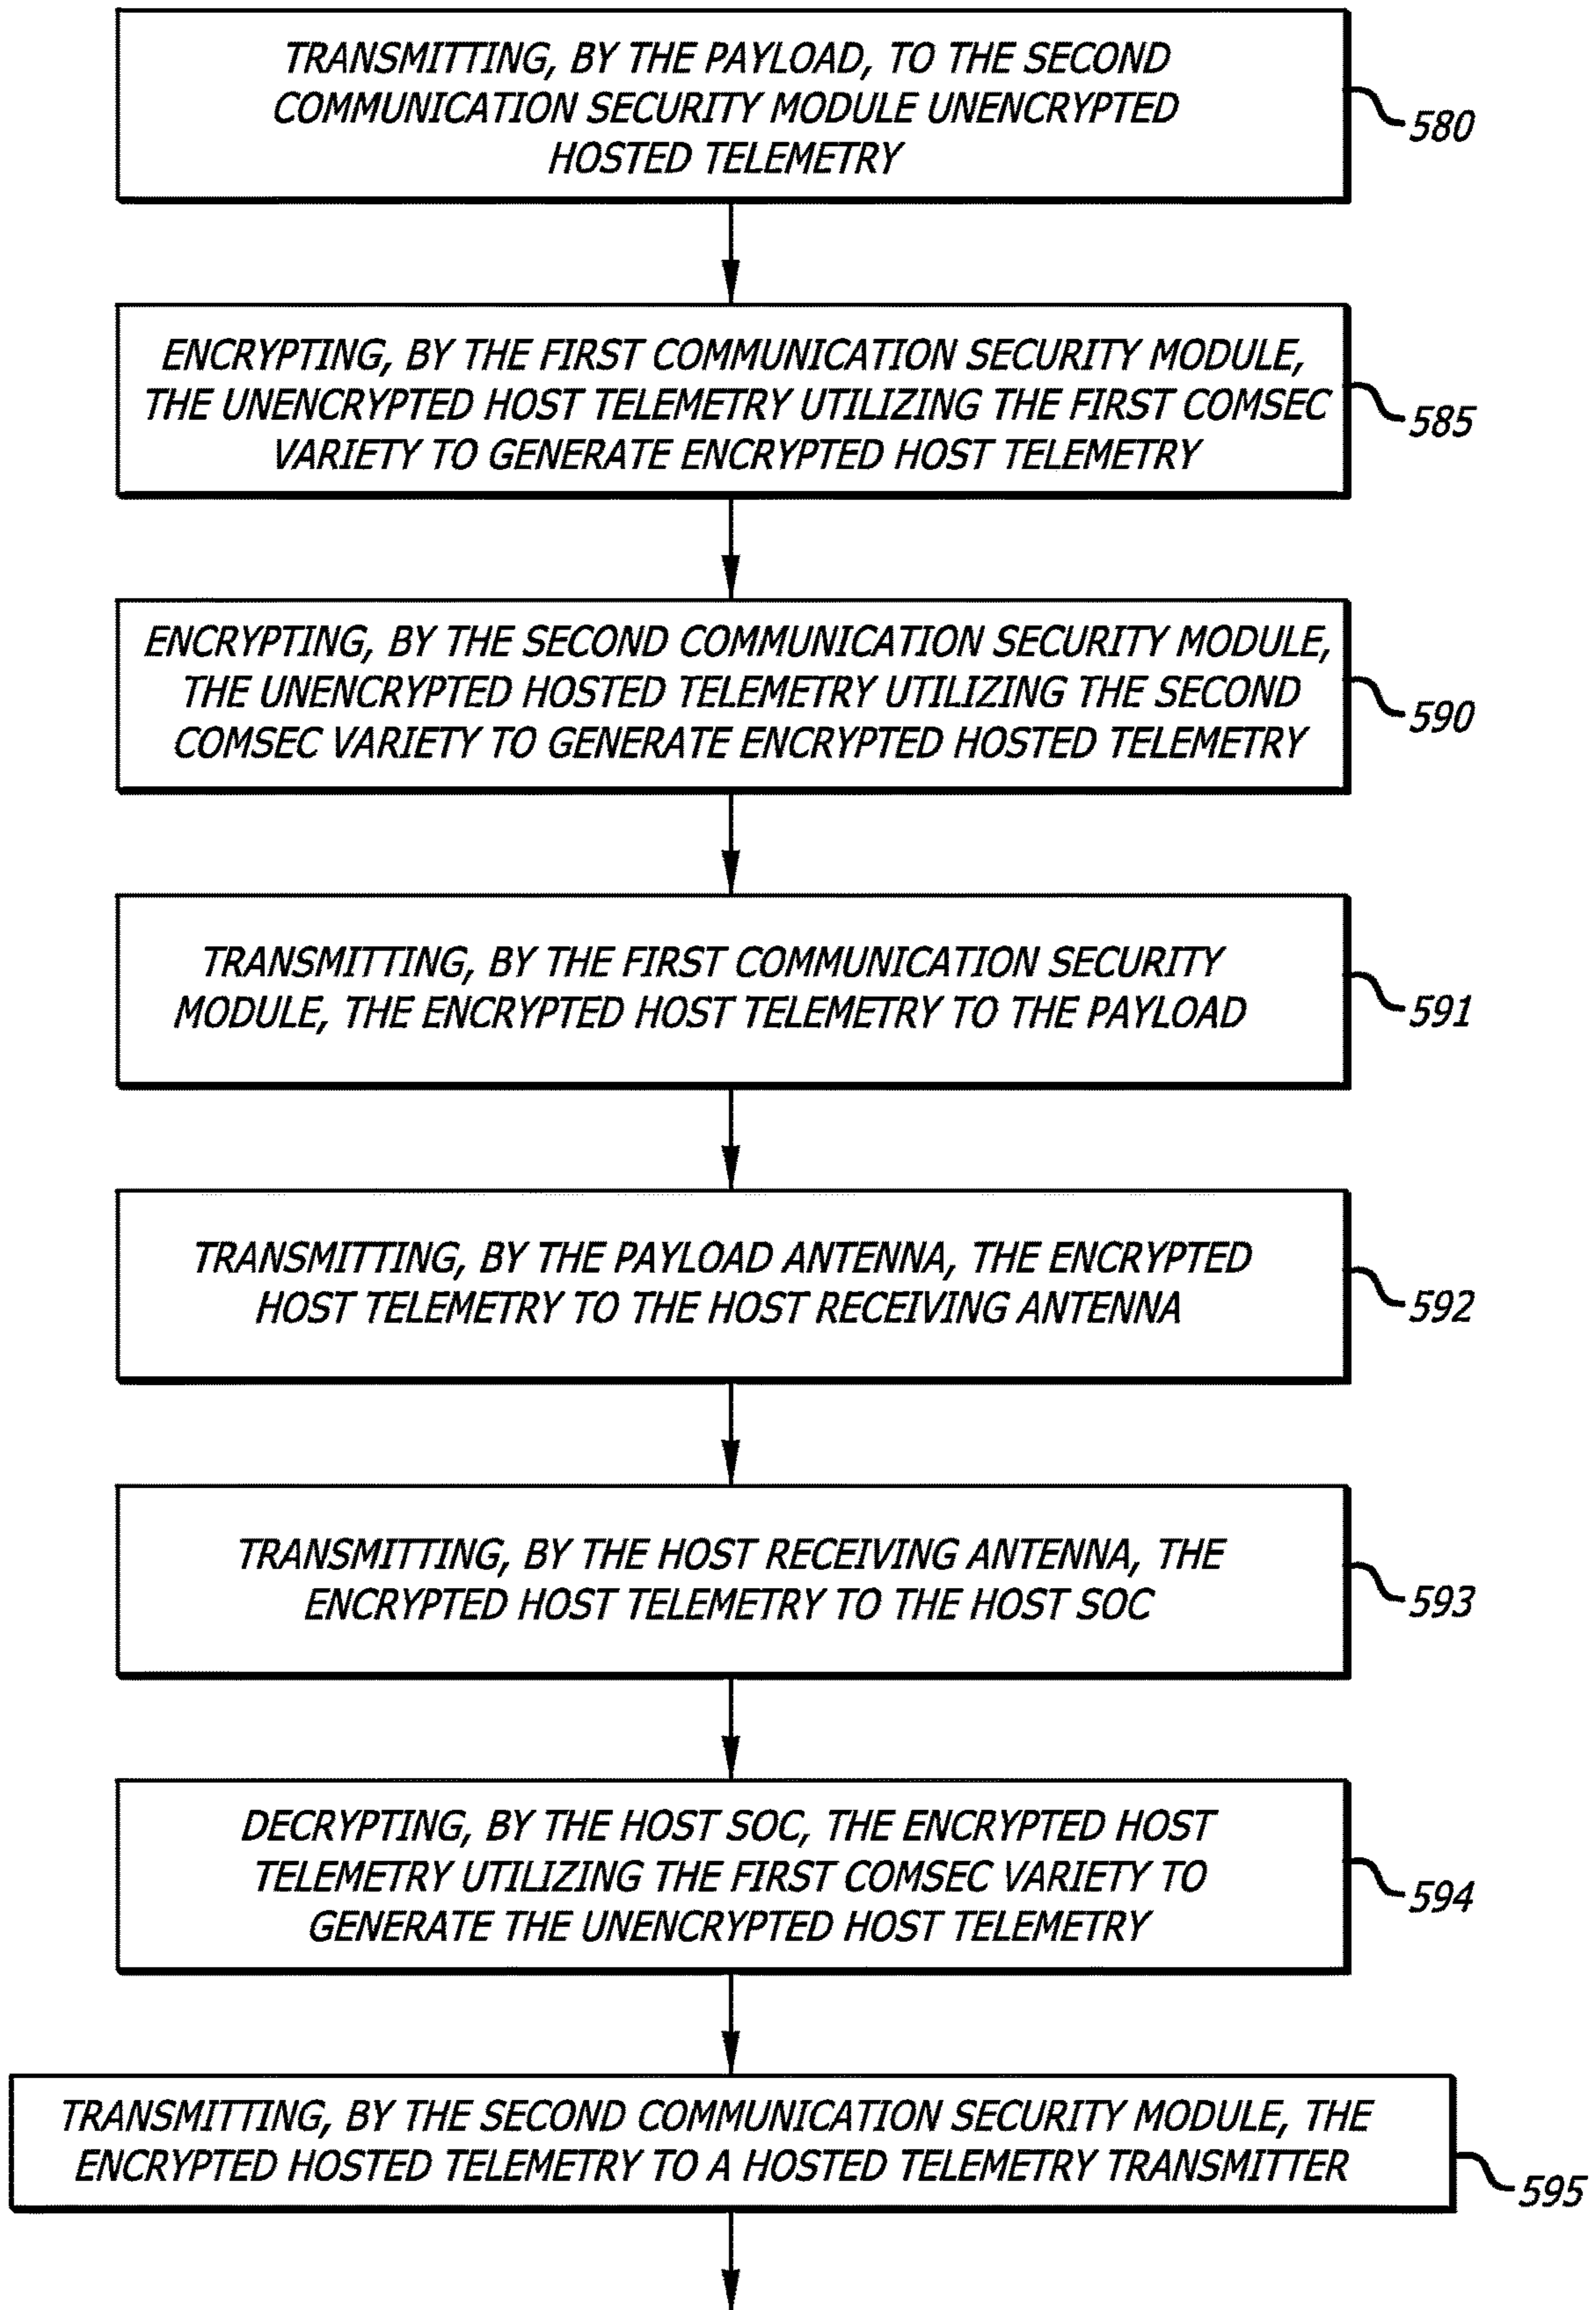 TRANSMITTING, BY THE PAYLOAD, TO THE SECOND
COMMUNICATION SECURITY MODULE UNENCRYPTED
HOSTED TELEMETRY
580
ENCRYPTING, BY THE FIRST COMMUNICATION SECURITY MODULE,
THE UNENCRYPTED HOST TELEMETRY UTILIZING THE FIRST COMSEC
VARIETY TO GENERATE ENCRYPTED HOST TELEMETRY
585
ENCRYPTING, BY THE SECOND COMMUNICATION SECURITY MODULE,
THE UNENCRYPTED HOSTED TELEMETRY UTILIZING THE SECOND
COMSEC VARIETY TO GENERATE ENCRYPTED HOSTED TELEMETRY
590
TRANSMITTING, BY THE FIRST COMMUNICATION SECURITY
MODULE, THE ENCRYPTED HOST TELEMETRY TO THE PAYLOAD
591
TRANSMITTING, BY THE PAYLOAD ANTENNA, THE ENCRYPTED
HOST TELEMETRY TO THE HOST RECEIVING ANTENNA
592
TRANSMITTING, BY THE HOST RECEIVING ANTENNA, THE
ENCRYPTED HOST TELEMETRY TO THE HOST SOC
593
DECRYPTING, BY THE HOST SOC, THE ENCRYPTED HOST
TELEMETRY UTILIZING THE FIRST COMSEC VARIETY TO
GENERATE THE UNENCRYPTED HOST TELEMETRY
594
TRANSMITTING, BY THE SECOND COMMUNICATION SECURITY MODULE, THE
ENCRYPTED HOSTED TELEMETRY TO A HOSTED TELEMETRY TRANSMITTER
595